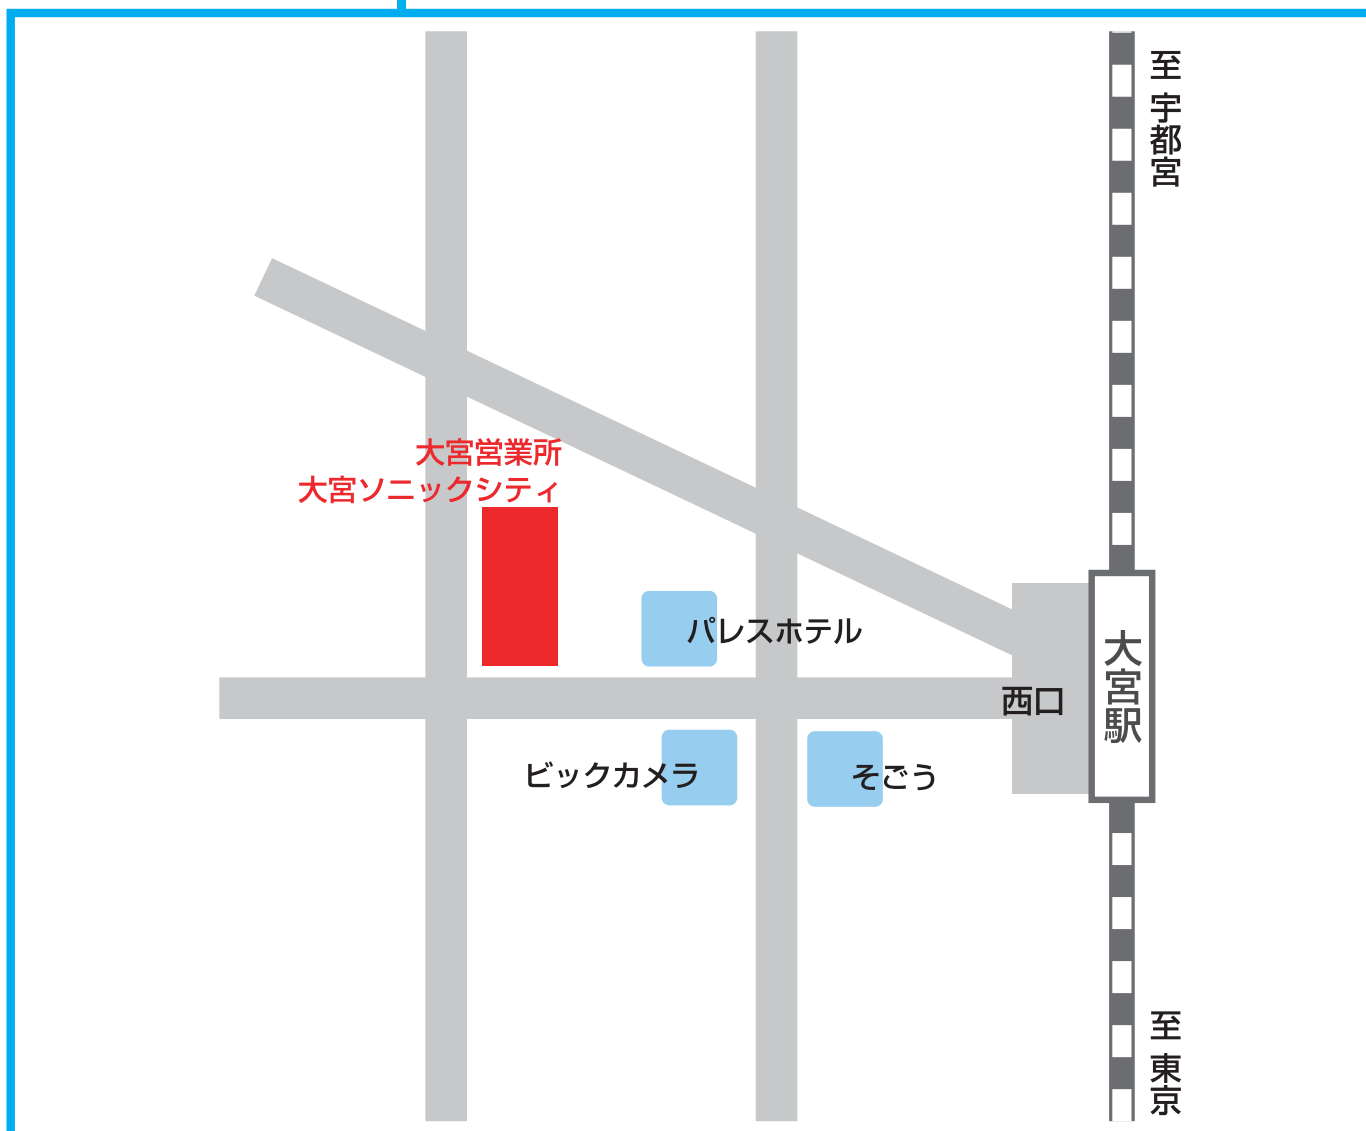 至 宇都宮
大宮営業所
大宮ソニックシティ
パレスホテル
西口
大宮駅
ビックカメラ
そごう
至 東京